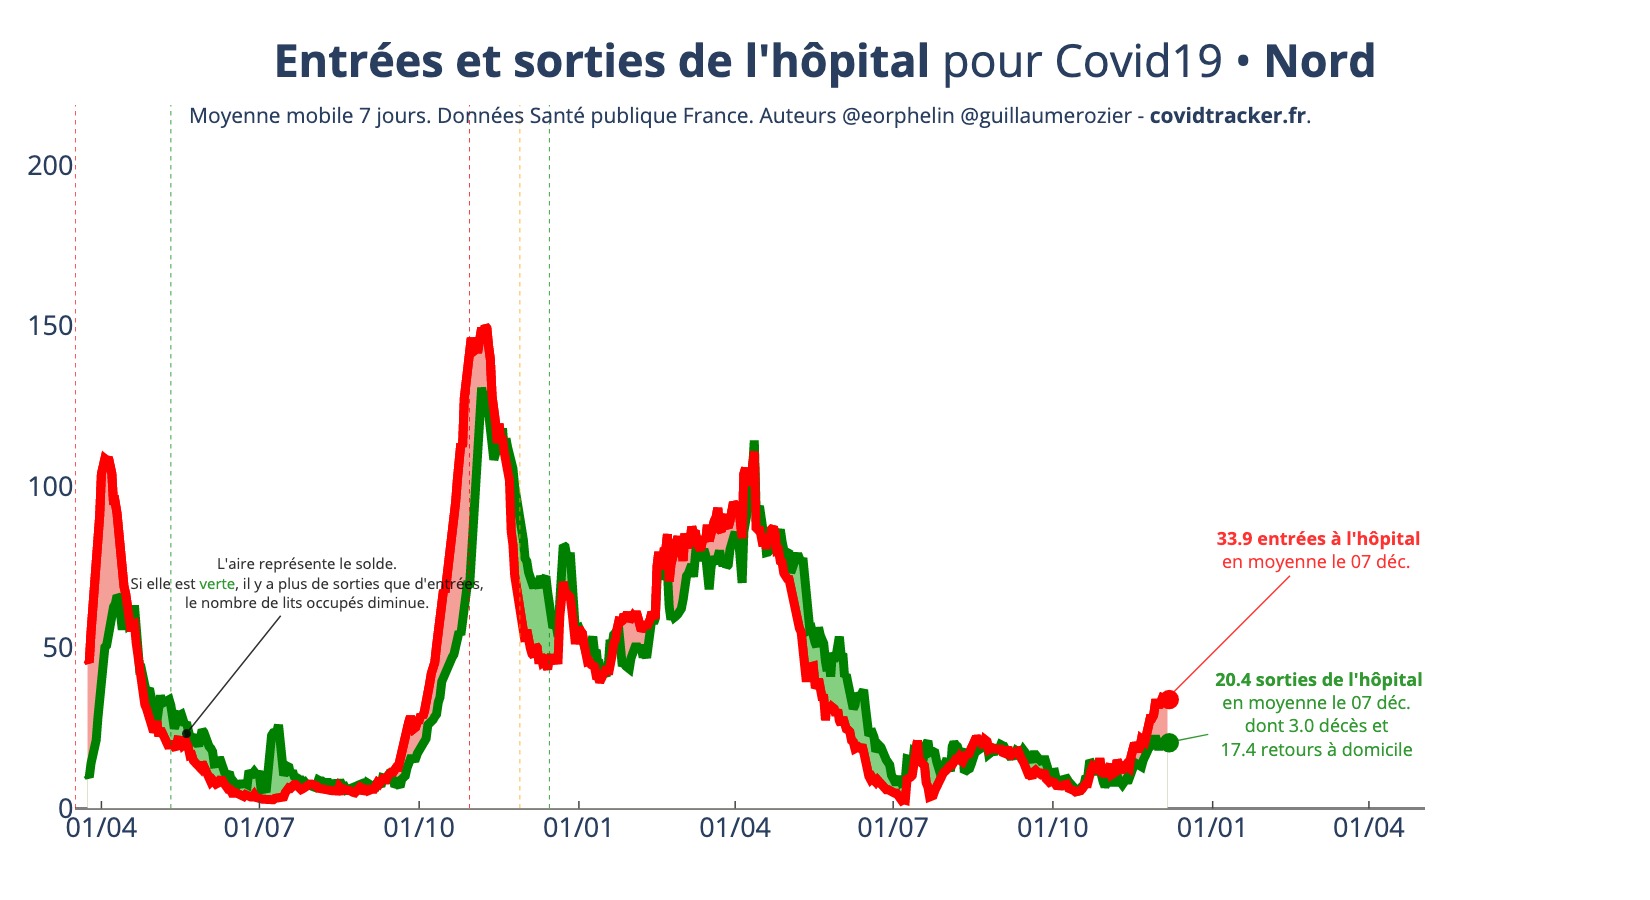 Entrées et sorties de l'hôpital pour Covid19 • Nord
Moyenne mobile 7 jours. Données Santé publique France. Auteurs @eorphelin @guillaumerozier - covidtracker.fr.
200
150
100
50
0
L'aire représente le solde.
Si elle est verte, il y a plus de sorties que d'entrées,
le nombre de lits occupés diminue.
33.9 entrées à l'hôpital
en moyenne le 07 déc.
20.4 sorties de l'hôpital
en moyenne le 07 déc.
dont 3.0 décès et
17.4 retours à domicile
01/04 01/07 01/10 01/01 01/04 01/07 01/10 01/01 01/04